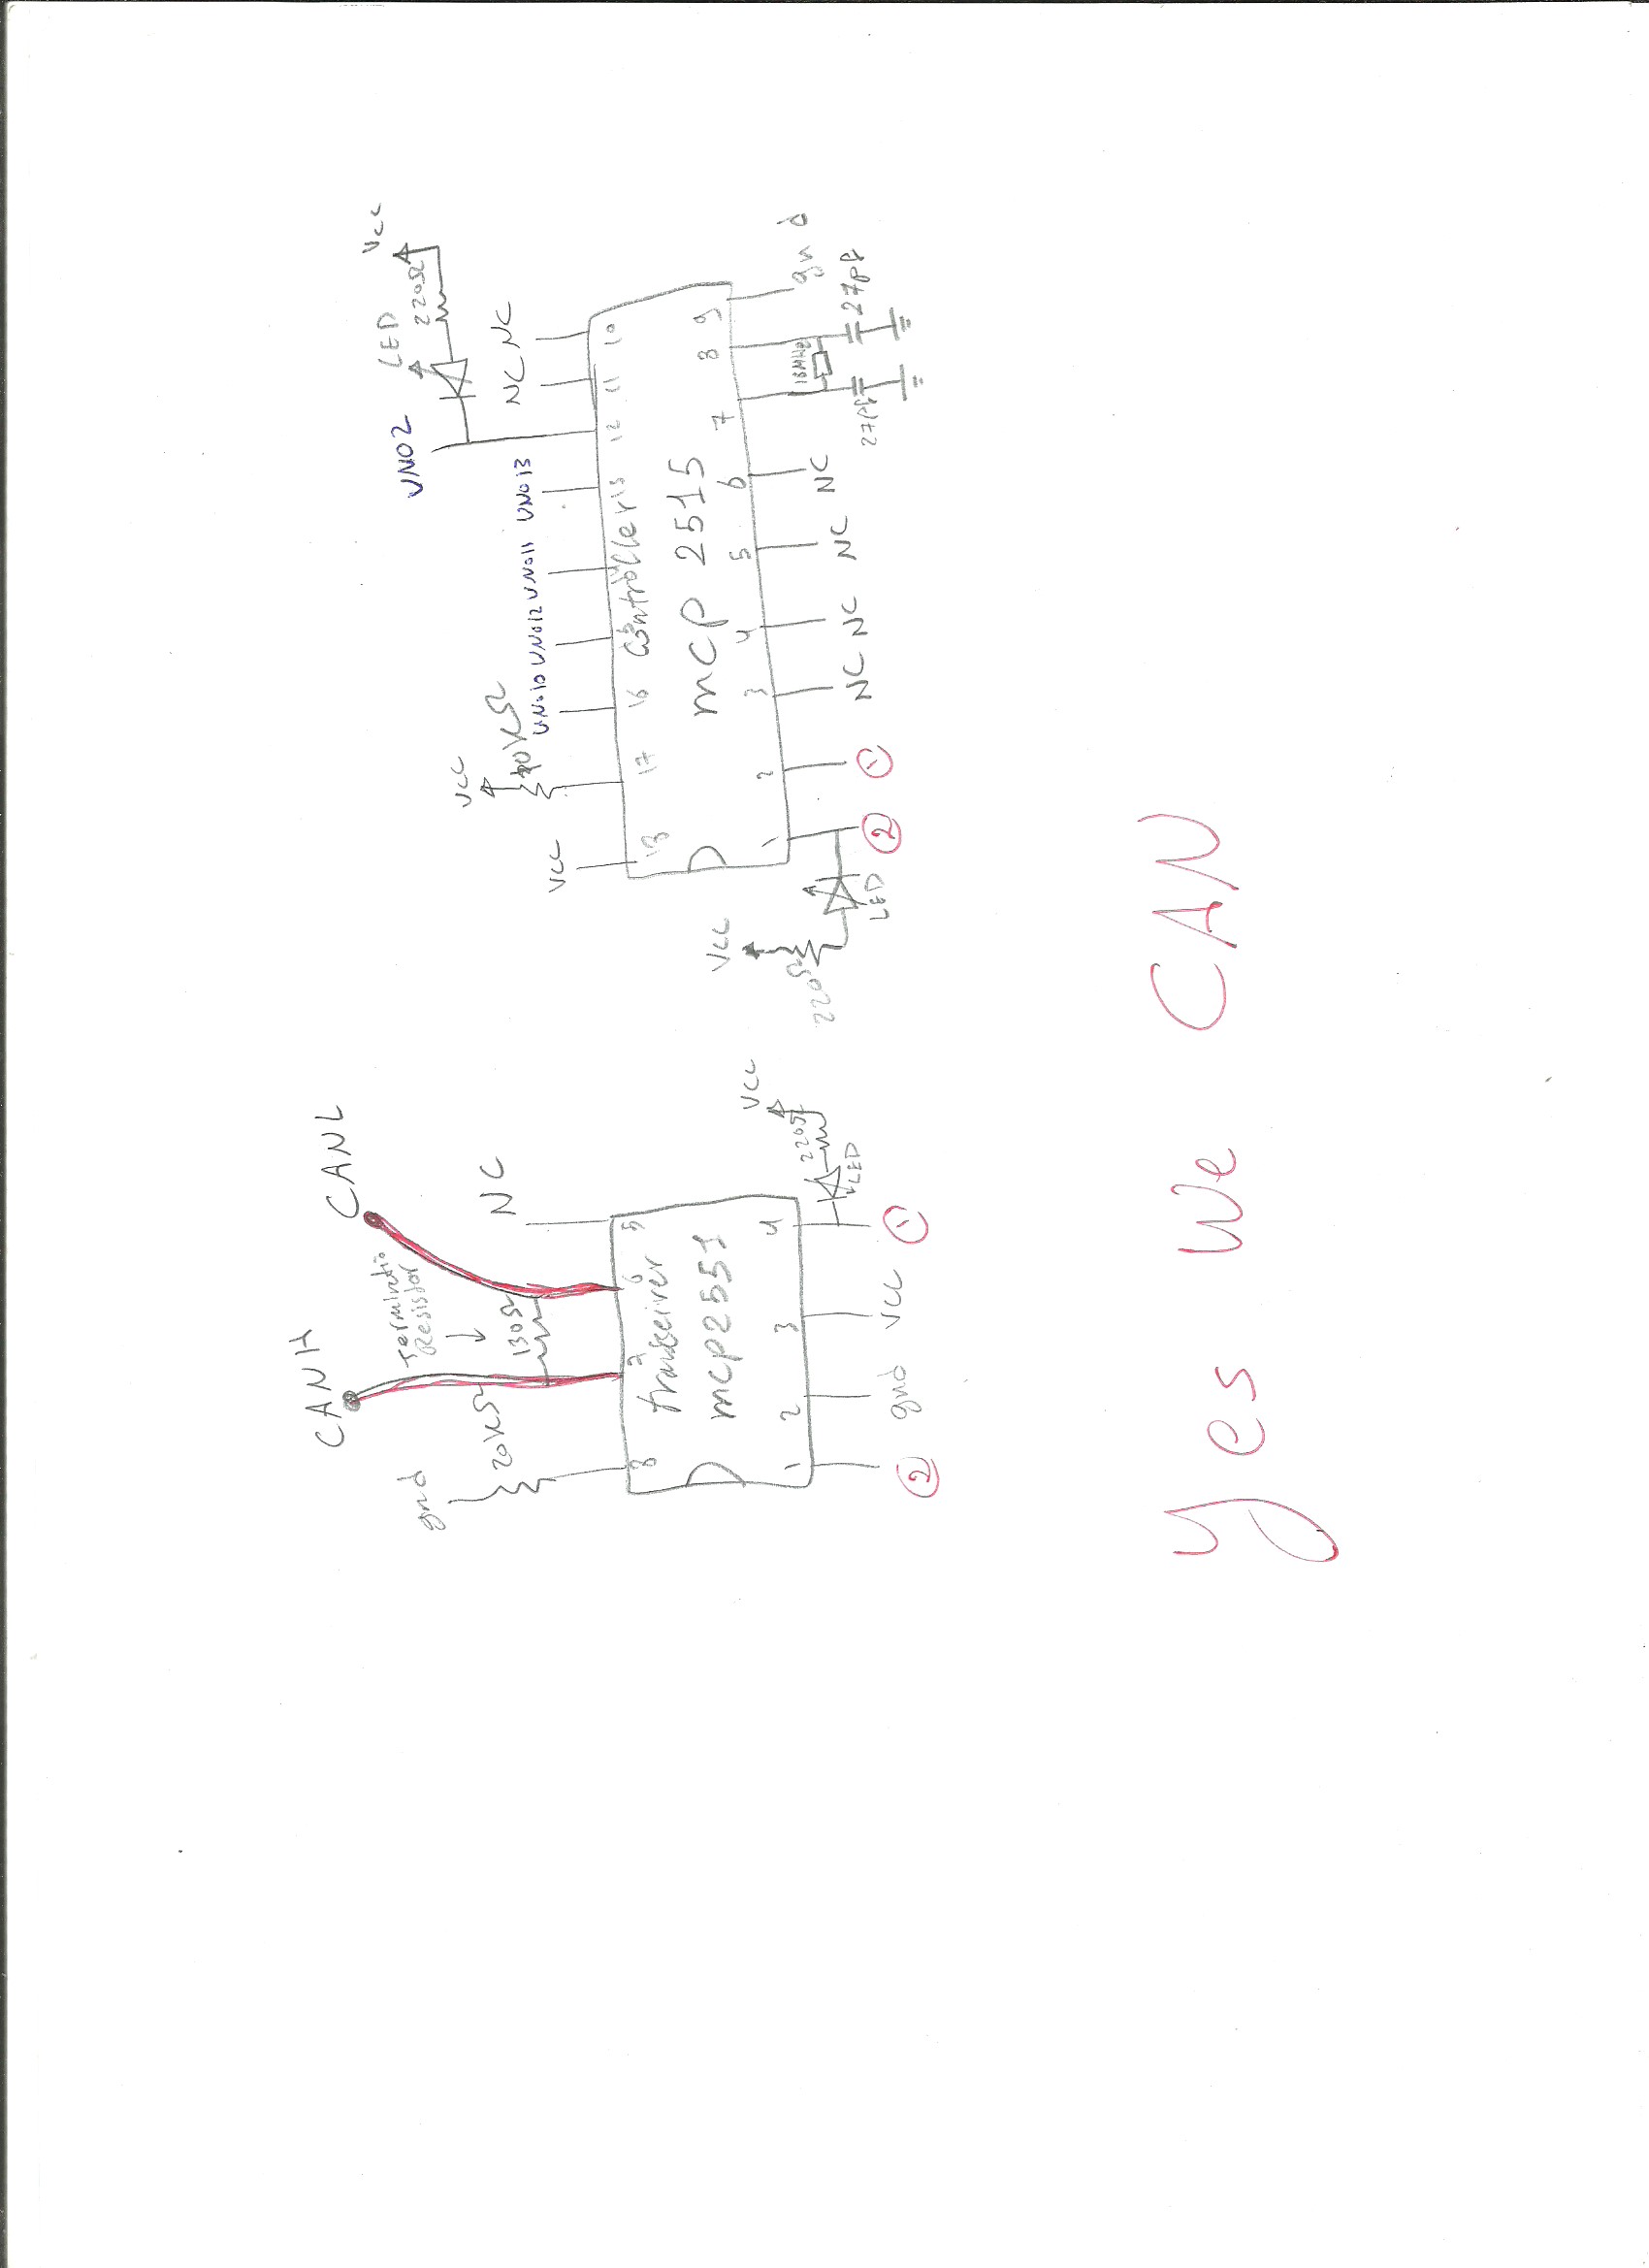 CANH
CANL
Terminatio
Resistor
gnd
20kΩ
130Ω
NC
8 7 6 5
transeiver
mcp2551
1 2 3 4
Vcc
220Ω
LED
② gnd Vcc ①
UNO2
LED
Vcc
220Ω
Vcc
10kΩ
Vcc
UNO10 UNO12 UNO11 UNO13
NC NC
18 17 16 15 14 13 12 11 10
Controller
mcp 2515
1 2 3 4 5 6 7 8 9
Vcc
220Ω
LED
② ①
NC NC NC NC
16MHz
27pf
27pf
gnd
Yes We CAN